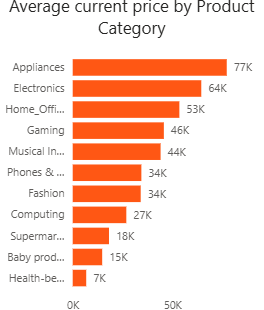 Average current price by Product
Category
Appliances 77K
Electronics 64K
Home_Offi... 53K
Gaming 46K
Musical In... 44K
Phones & ... 34K
Fashion 34K
Computing 27K
Supermar... 18K
Baby prod... 15K
Health-be... 7K
0K 50K